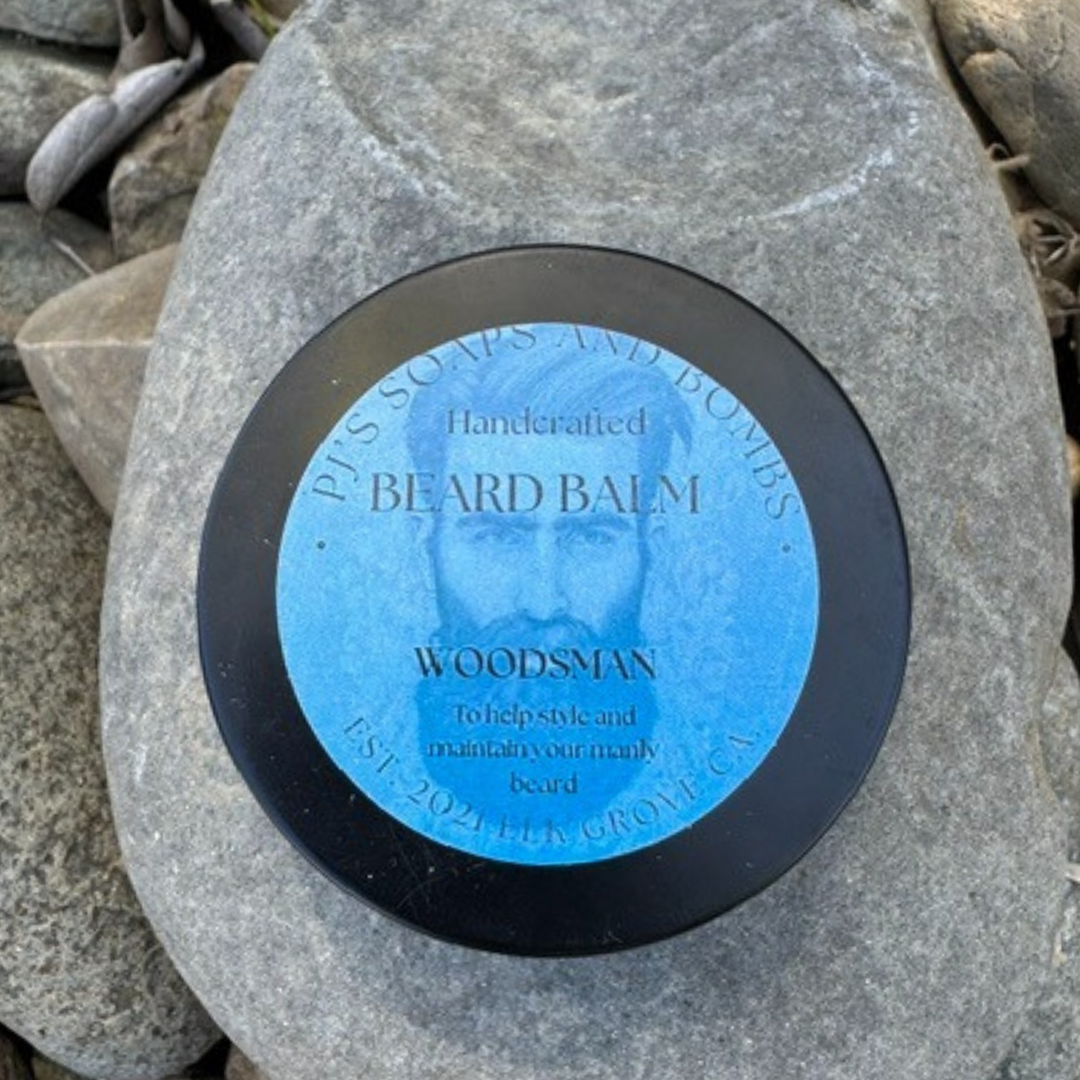 PJ'S SOAPS AND BOMBS
Handcrafted
BEARD BALM
WOODSMAN
To help style and
maintain your manly
beard
EST. 2021 ELK GROVE CA.